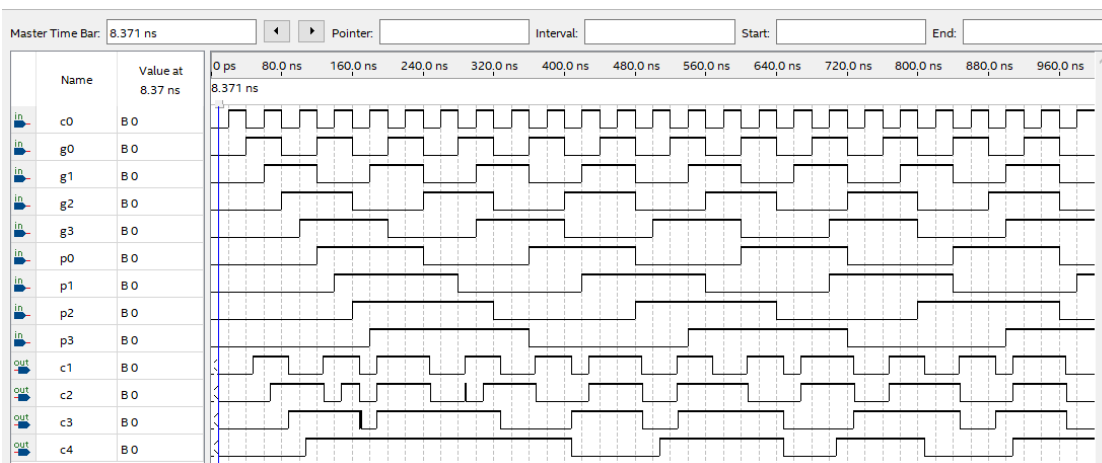 Master Time Bar: 8.371 ns Pointer: Interval: Start: End:
Name Value at 8.37 ns
0 ps 80.0 ns 160.0 ns 240.0 ns 320.0 ns 400.0 ns 480.0 ns 560.0 ns 640.0 ns 720.0 ns 800.0 ns 880.0 ns 960.0 ns
8.371 ns
in c0 B 0
in g0 B 0
in g1 B 0
in g2 B 0
in g3 B 0
in p0 B 0
in p1 B 0
in p2 B 0
in p3 B 0
out c1 B 0
out c2 B 0
out c3 B 0
out c4 B 0